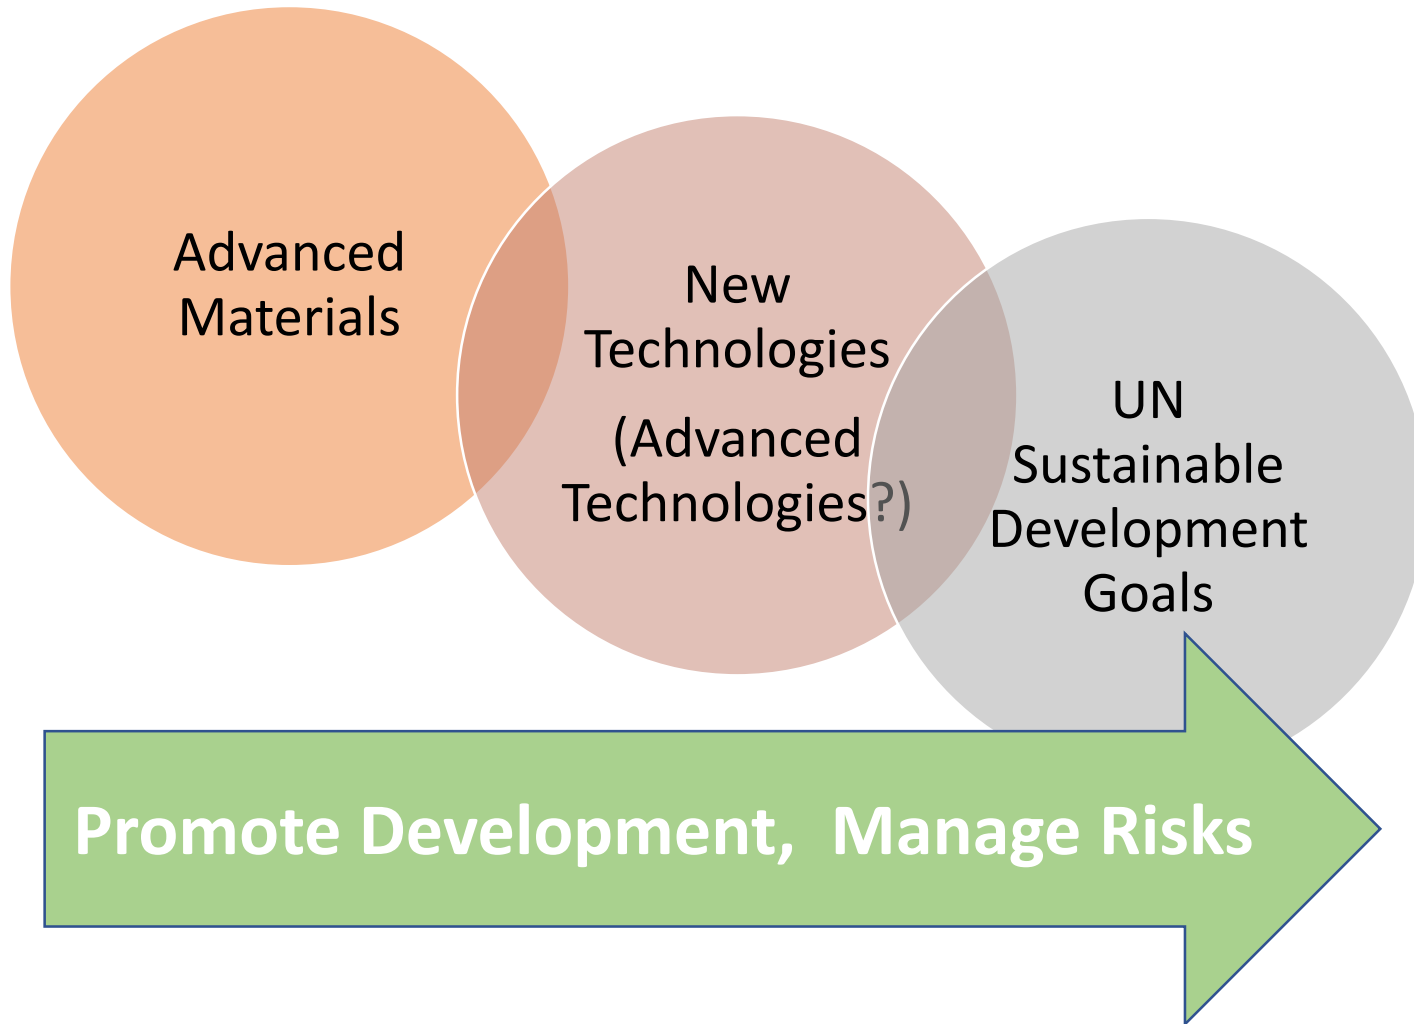 Advanced
Materials
New
Technologies
(Advanced
Technologies?)
UN
Sustainable
Development
Goals
Promote Development,  Manage Risks